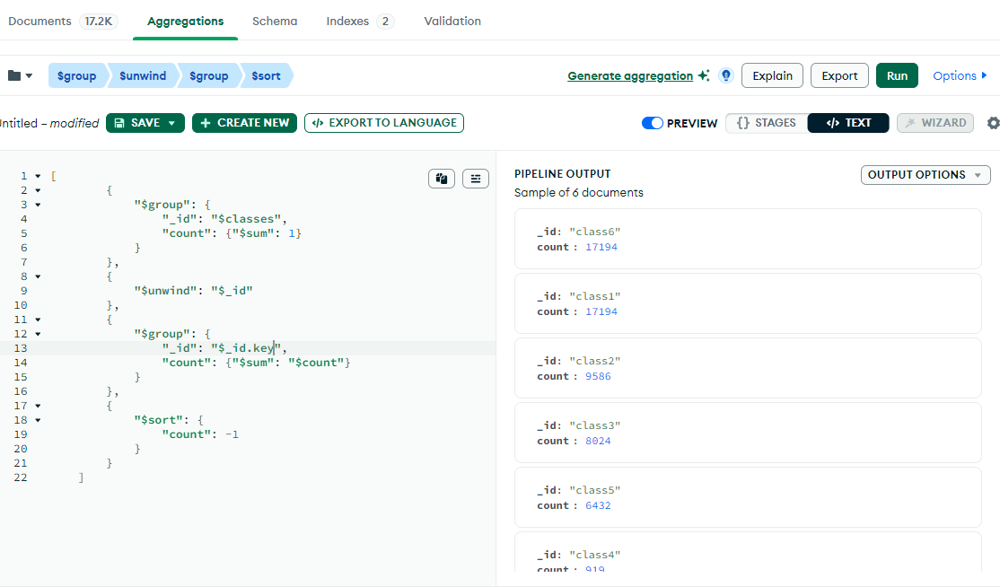 Documents 17.2K Aggregations Schema Indexes 2 Validation
$group $unwind $group $sort Generate aggregation Explain Export Run Options
Untitled – modified SAVE + CREATE NEW </> EXPORT TO LANGUAGE PREVIEW {} STAGES </> TEXT WIZARD
1 [
2 {
3 "$group": {
4 "_id": "$classes",
5 "count": {"$sum": 1}
6 }
7 },
8 {
9 "$unwind": "$_id"
10 },
11 {
12 "$group": {
13 "_id": "$_id.key",
14 "count": {"$sum": "$count"}
15 }
16 },
17 {
18 "$sort": {
19 "count": -1
20 }
21 }
22 ]
PIPELINE OUTPUT
Sample of 6 documents
OUTPUT OPTIONS
_id: "class6"
count : 17194
_id: "class1"
count : 17194
_id: "class2"
count : 9586
_id: "class3"
count : 8024
_id: "class5"
count : 6432
_id: "class4"
count : 919